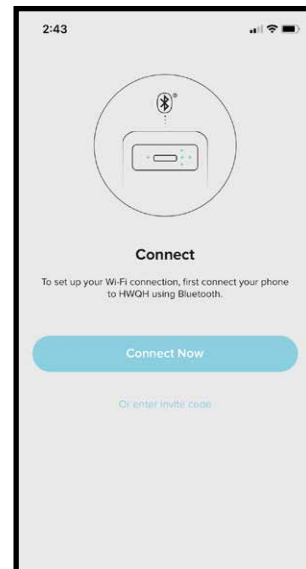 2:43
Connect
To set up your Wi-Fi connection, first connect your phone
to HWQH using Bluetooth.
Connect Now
Or enter invite code